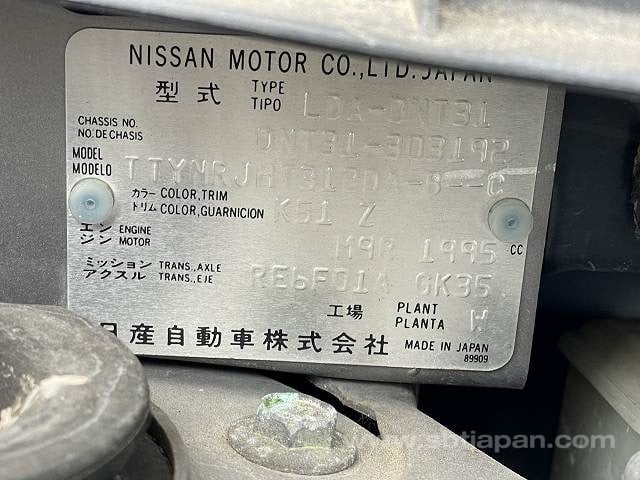 NISSAN MOTOR CO.,LTD.JAPAN
型式 TYPE TIPO LDA-DNT31
CHASSIS NO. NO. DE CHASIS DNT31-303192
MODEL MODELO
カラー COLOR,TRIM
トリム COLOR,GUARNICION K51 Z
エン ENGINE
ジン MOTOR M9R 1995 CC
ミッション TRANS.,AXLE
アクスル TRANS.,EJE RE6F01A GK35
工場 PLANT PLANTA W
日産自動車株式会社 MADE IN JAPAN
89909
www.sbtjapan.com